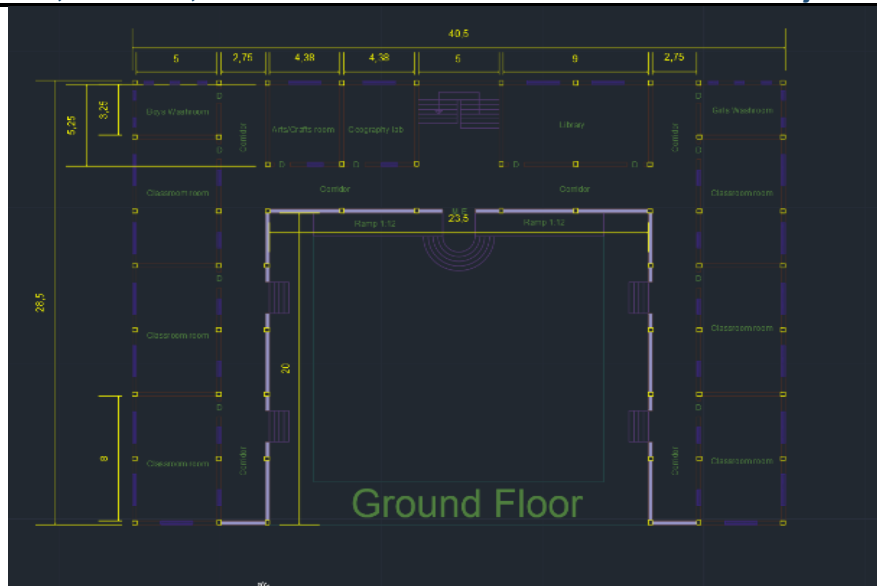 40,5
5 2,75 4,38 4,38 5 9 2,75
3,25
5,25
Boys Washroom
Corridor
Arts/Crafts room
Geography lab
Library
Corridor
Girls Washroom
Classroom room
Corridor
Corridor
Classroom room
Ramp 1:12
23,5
Ramp 1:12
28,5
20
Classroom room
Classroom room
8
Classroom room
Corridor
Corridor
Classroom room
Ground Floor